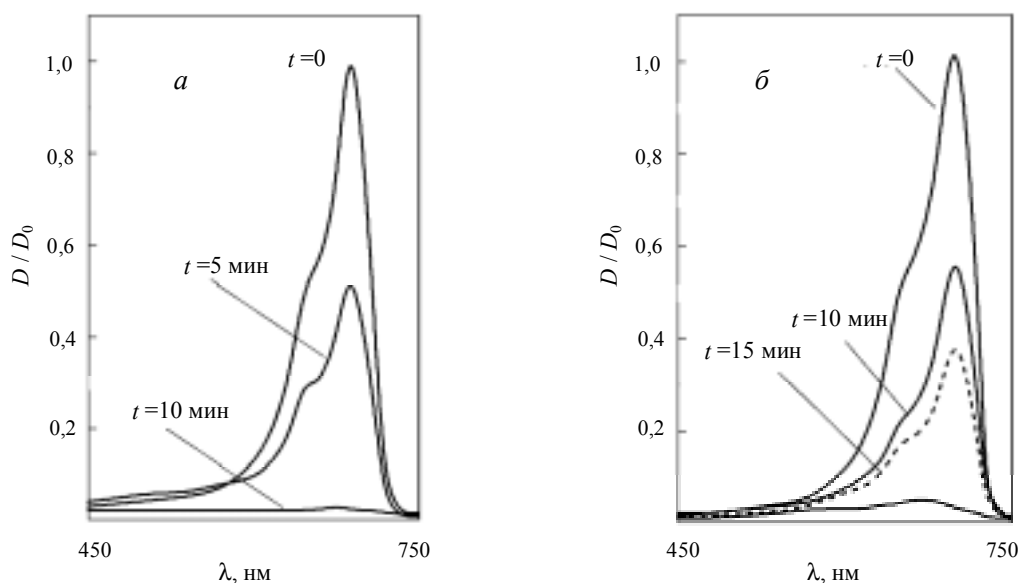 1,0
0,8
0,6
0,4
0,2
D / D₀
а
t =0
t =5 мин
t =10 мин
450
750
λ, нм
1,0
0,8
0,6
0,4
0,2
D / D₀
б
t =0
t =10 мин
t =15 мин
450
750
λ, нм